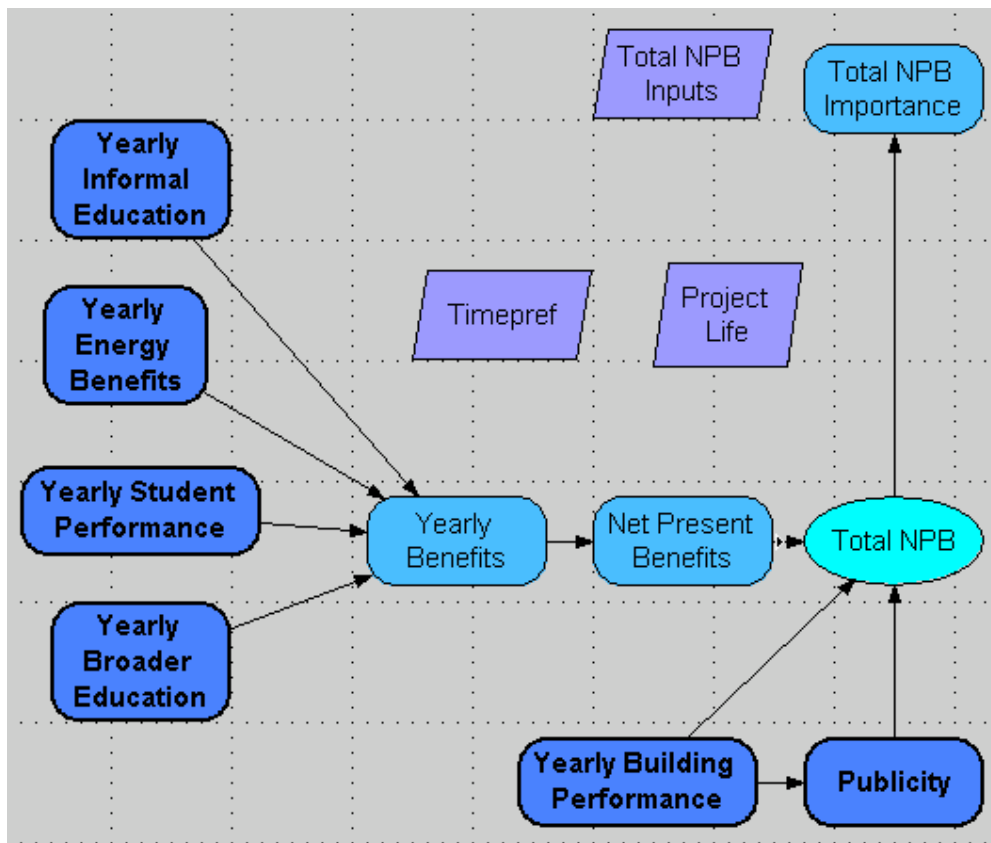 Total NPB
Inputs
Total NPB
Importance
Yearly
Informal
Education
Yearly
Energy
Benefits
Timepref
Project
Life
Yearly Student
Performance
Yearly
Benefits
Net Present
Benefits
Total NPB
Yearly
Broader
Education
Yearly Building
Performance
Publicity